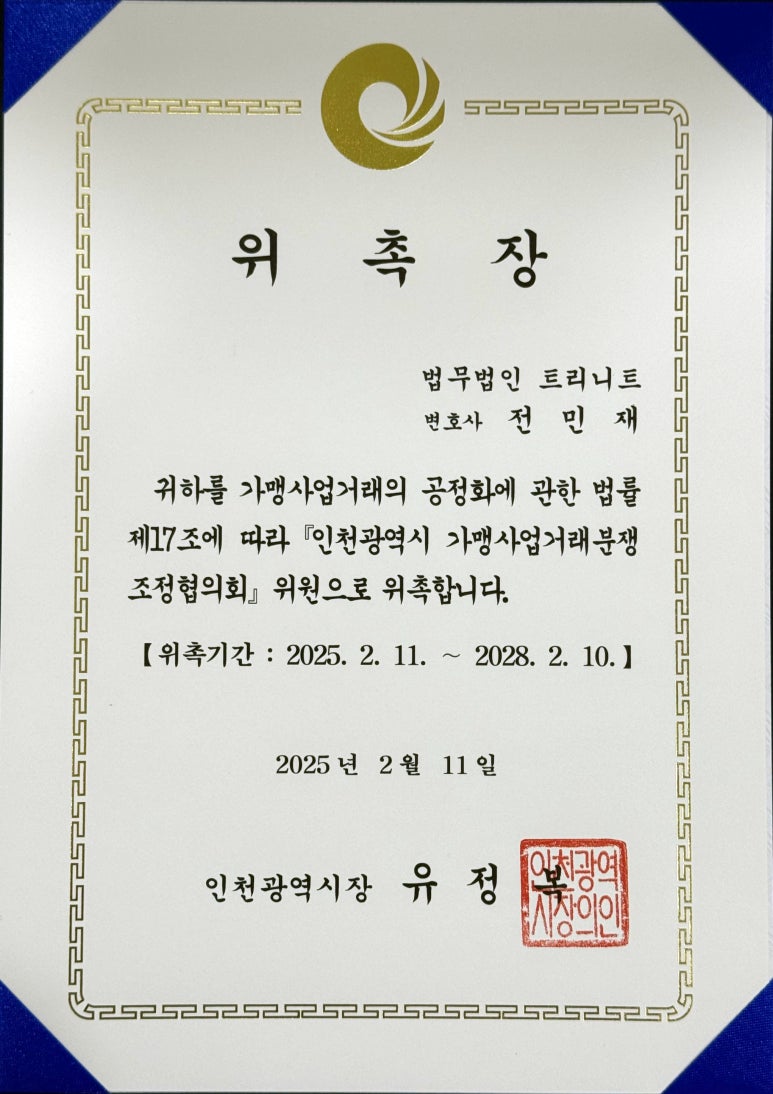 위 촉 장
법무법인 트리니트
변호사 전 민 재
귀하를 가맹사업거래의 공정화에 관한 법률
제17조에 따라 『인천광역시 가맹사업거래분쟁
조정협의회』 위원으로 위촉합니다.
【위촉기간 : 2025. 2. 11. ~ 2028. 2. 10.】
2025년 2월 11일
인천광역시장 유 정 복
인천광역
시장의인